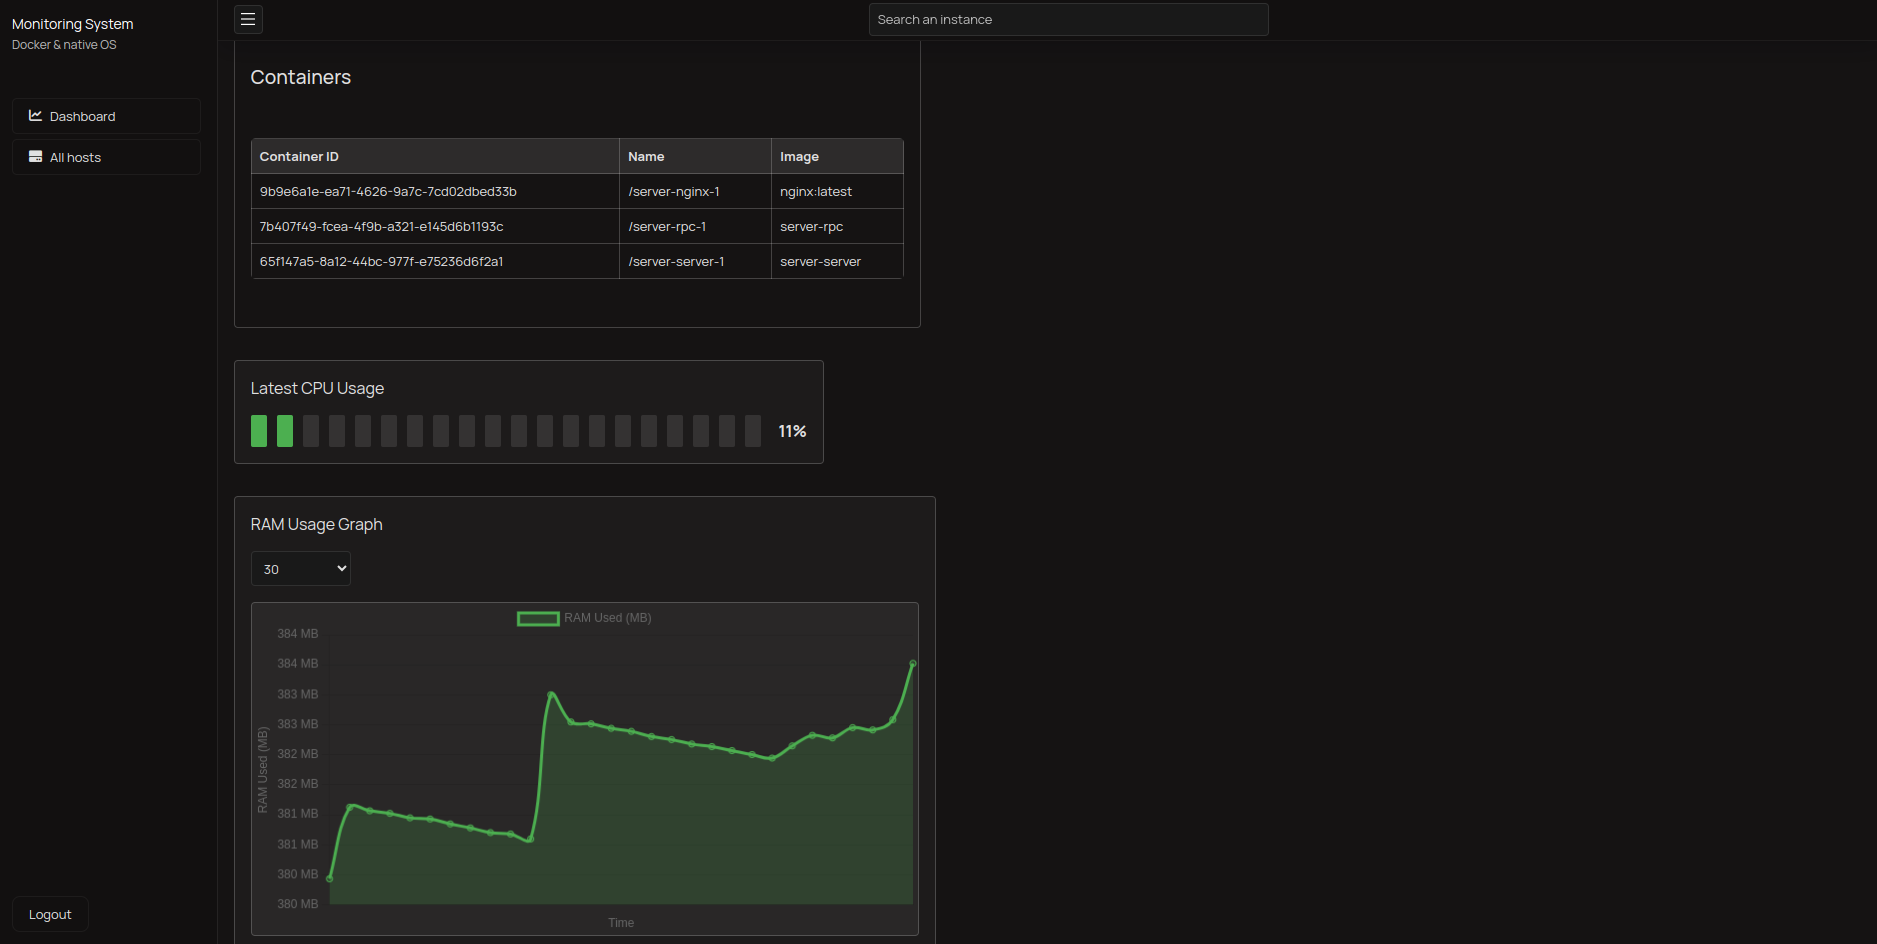 Monitoring System
Docker & native OS
Dashboard
All hosts
Logout
Search an instance
Containers
Container ID Name Image
9b9e6a1e-ea71-4626-9a7c-7cd02dbed33b /server-nginx-1 nginx:latest
7b407f49-fcea-4f9b-a321-e145d6b1193c /server-rpc-1 server-rpc
65f147a5-8a12-44bc-977f-e75236d6f2a1 /server-server-1 server-server
Latest CPU Usage
11%
RAM Usage Graph
30
RAM Used (MB)
384 MB
384 MB
383 MB
383 MB
382 MB
382 MB
381 MB
381 MB
380 MB
380 MB
RAM Used (MB)
Time